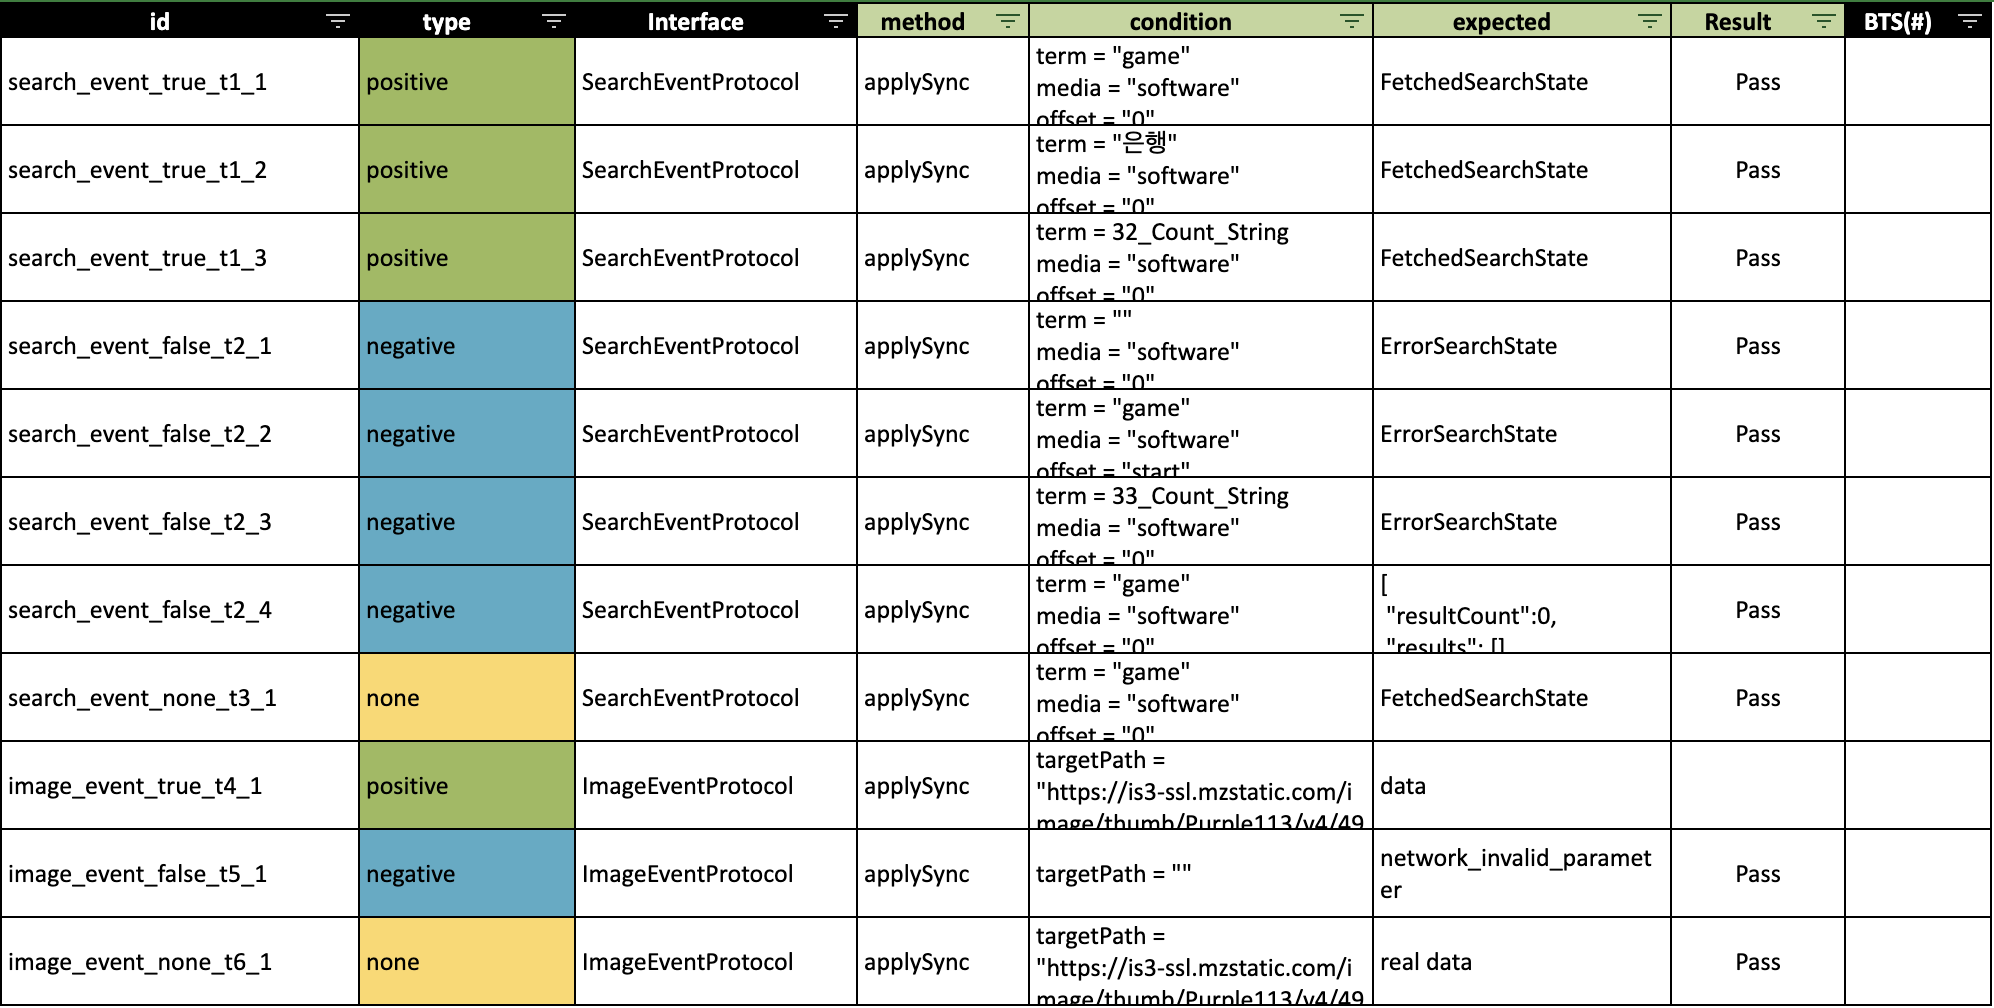 id type Interface method condition expected Result BTS(#)
search_event_true_t1_1 positive SearchEventProtocol applySync term = "game"
media = "software"
offset = "0" FetchedSearchState Pass
search_event_true_t1_2 positive SearchEventProtocol applySync term = "은행"
media = "software"
offset = "0" FetchedSearchState Pass
search_event_true_t1_3 positive SearchEventProtocol applySync term = 32_Count_String
media = "software"
offset = "0" FetchedSearchState Pass
search_event_false_t2_1 negative SearchEventProtocol applySync term = ""
media = "software"
offset = "0" ErrorSearchState Pass
search_event_false_t2_2 negative SearchEventProtocol applySync term = "game"
media = "software"
offset = "start" ErrorSearchState Pass
search_event_false_t2_3 negative SearchEventProtocol applySync term = 33_Count_String
media = "software"
offset = "0" ErrorSearchState Pass
search_event_false_t2_4 negative SearchEventProtocol applySync term = "game"
media = "software"
offset = "0" [
"resultCount":0,
"results": [] Pass
search_event_none_t3_1 none SearchEventProtocol applySync term = "game"
media = "software"
offset = "0" FetchedSearchState Pass
image_event_true_t4_1 positive ImageEventProtocol applySync targetPath =
"https://is3-ssl.mzstatic.com/i
mage/thumb/Purple113/v4/49 data
image_event_false_t5_1 negative ImageEventProtocol applySync targetPath = "" network_invalid_paramet
er Pass
image_event_none_t6_1 none ImageEventProtocol applySync targetPath =
"https://is3-ssl.mzstatic.com/i
mage/thumb/Purple113/v4/49 real data Pass